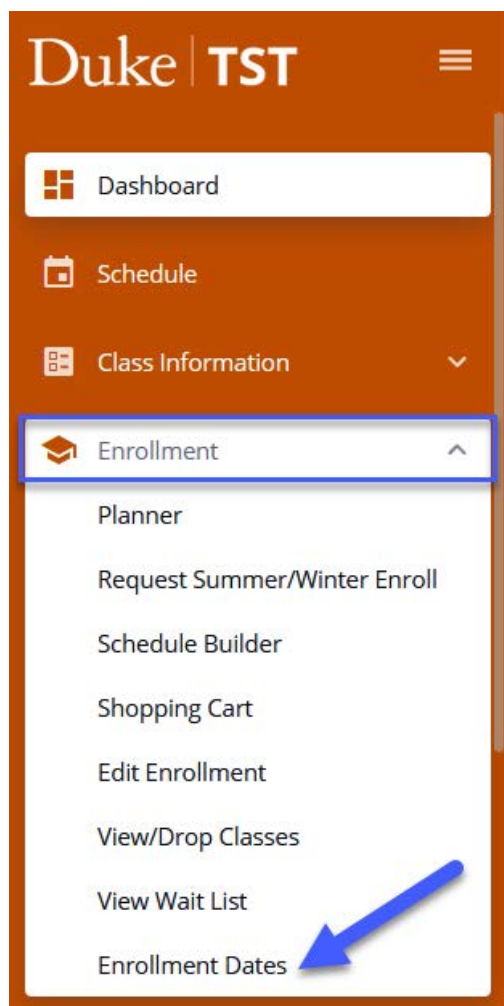 Duke | TST
Dashboard
Schedule
Class Information
Enrollment
Planner
Request Summer/Winter Enroll
Schedule Builder
Shopping Cart
Edit Enrollment
View/Drop Classes
View Wait List
Enrollment Dates